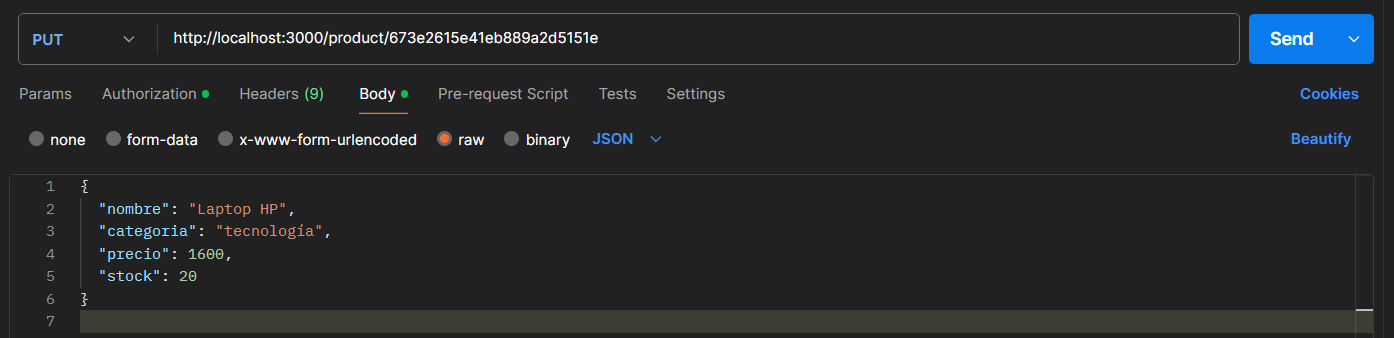 PUT http://localhost:3000/product/673e2615e41eb889a2d5151e Send
Params Authorization Headers (9) Body Pre-request Script Tests Settings Cookies
none form-data x-www-form-urlencoded raw binary JSON Beautify
1 {
2 "nombre": "Laptop HP",
3 "categoria": "tecnología",
4 "precio": 1600,
5 "stock": 20
6 }
7